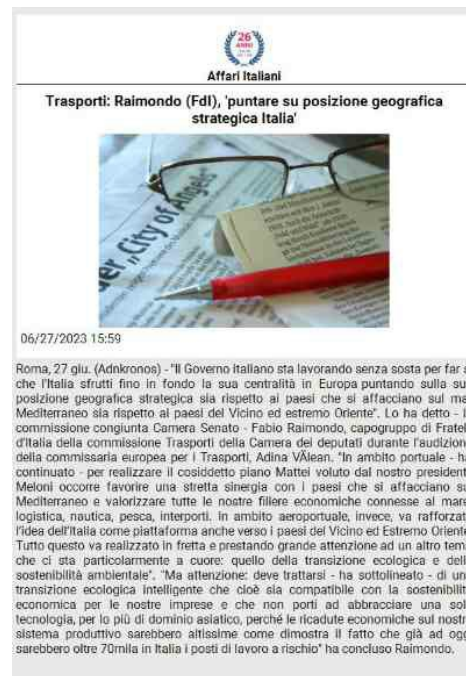 26
ANNI
Affari Italiani
Trasporti: Raimondo (FdI), 'puntare su posizione geografica
strategica Italia'
der „City of
Angels"
06/27/2023 15:59
Roma, 27 giu. (Adnkronos) - "Il Governo italiano sta lavorando senza sosta per far s
che l'Italia sfrutti fino in fondo la sua centralità in Europa puntando sulla su
posizione geografica strategica sia rispetto ai paesi che si affacciano sul ma
Mediterraneo sia rispetto ai paesi del Vicino ed estremo Oriente". Lo ha detto - i
commissione congiunta Camera Senato - Fabio Raimondo, capogruppo di Fratel
d'Italia della commissione Trasporti della Camera dei deputati durante l'audizion
della commissaria europea per i Trasporti, Adina VÄlean. "In ambito portuale - h
continuato - per realizzare il cosiddetto piano Mattei voluto dal nostro president
Meloni occorre favorire una stretta sinergia con i paesi che si affacciano su
Mediterraneo e valorizzare tutte le nostre filiere economiche connesse al mare
logistica, nautica, pesca, interporti. In ambito aeroportuale, invece, va rafforzat
l'idea dell'Italia come piattaforma anche verso i paesi del Vicino ed Estremo Oriente
Tutto questo va realizzato in fretta e prestando grande attenzione ad un altro tem
che ci sta particolarmente a cuore: quello della transizione ecologica e dell
sostenibilità ambientale". "Ma attenzione: deve trattarsi - ha sottolineato - di un
transizione ecologica intelligente che cioè sia compatibile con la sostenibilit
economica per le nostre imprese e che non porti ad abbracciare una sol
tecnologia, per lo più di dominio asiatico, perché le ricadute economiche sul nostr
sistema produttivo sarebbero altissime come dimostra il fatto che già ad ogg
sarebbero oltre 70mila in Italia i posti di lavoro a rischio" ha concluso Raimondo.